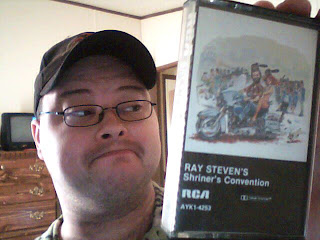 RAY STEVEN'S
Shriner's Convention
RCA
AYK1-4253